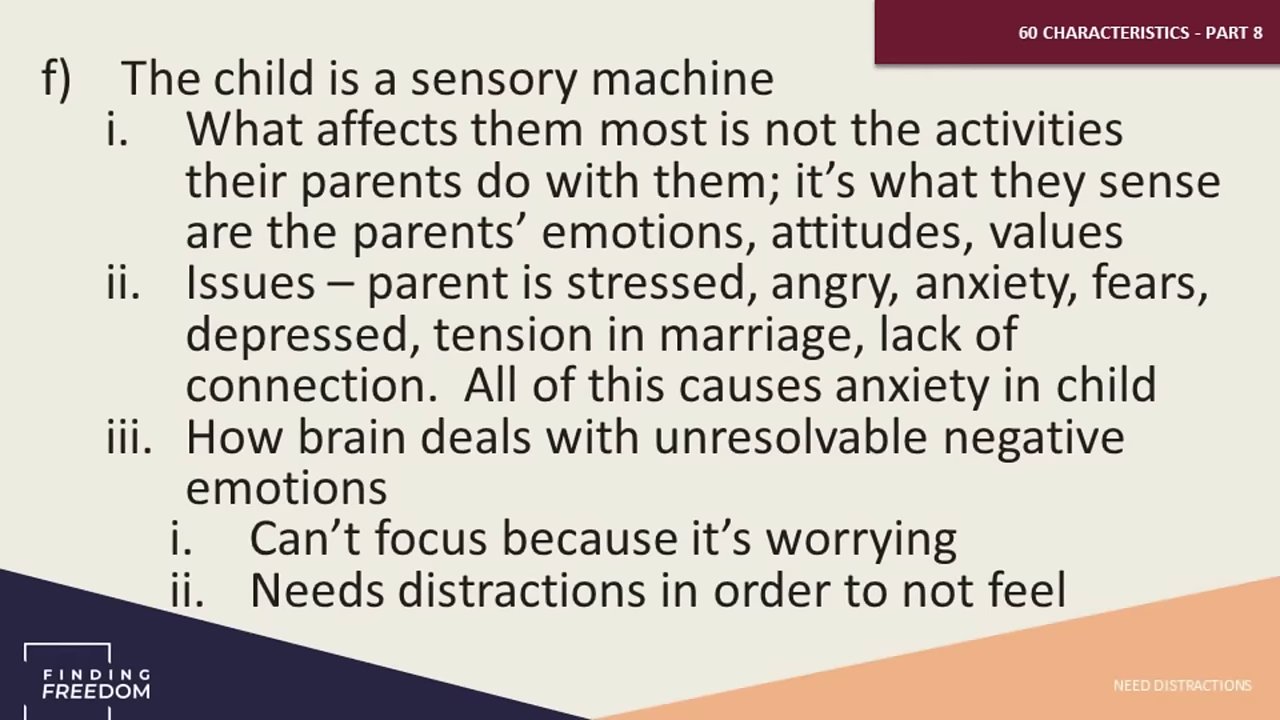 60 CHARACTERISTICS - PART 8
f) The child is a sensory machine
i. What affects them most is not the activities
their parents do with them; it’s what they sense
are the parents’ emotions, attitudes, values
ii. Issues – parent is stressed, angry, anxiety, fears,
depressed, tension in marriage, lack of
connection.  All of this causes anxiety in child
iii. How brain deals with unresolvable negative
emotions
i. Can’t focus because it’s worrying
ii. Needs distractions in order to not feel
FINDING
FREEDOM
NEED DISTRACTIONS